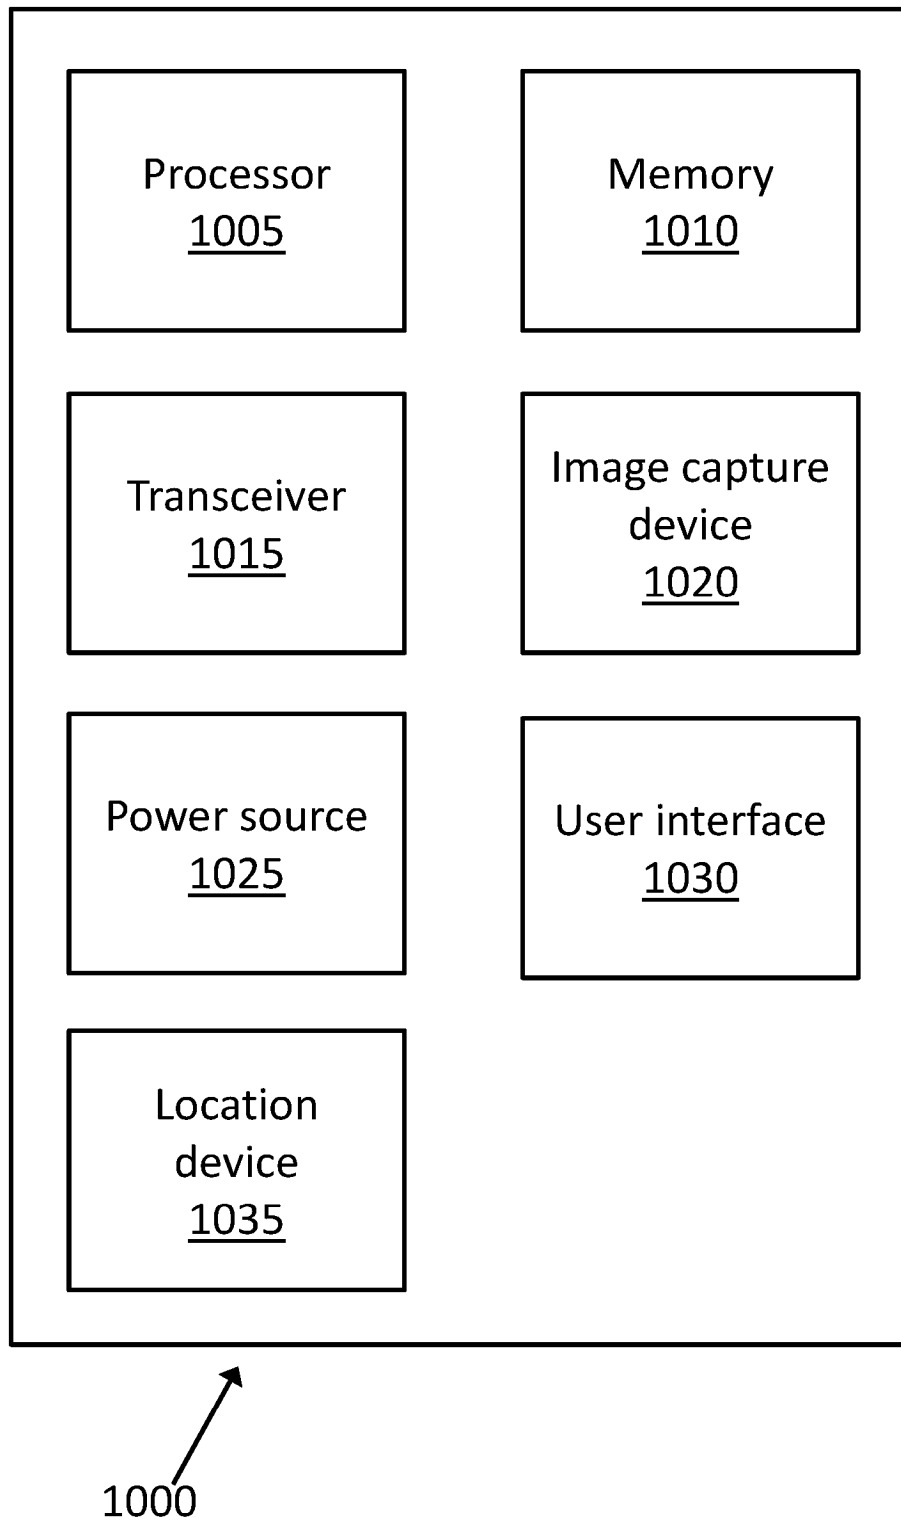 Processor
1005
Memory
1010
Transceiver
1015
Image capture
device
1020
Power source
1025
User interface
1030
Location
device
1035
1000